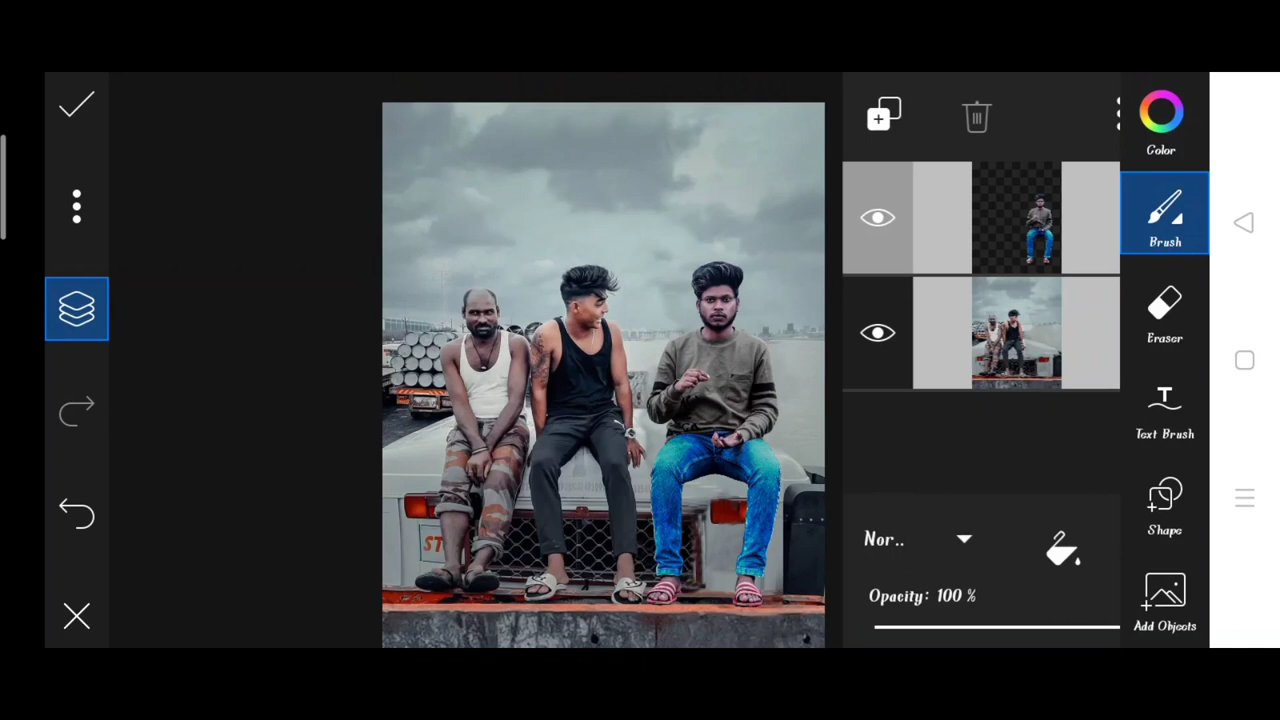 Color
Brush
Eraser
Text Brush
Shape
Add Objects
Nor..
Opacity: 100 %
ST